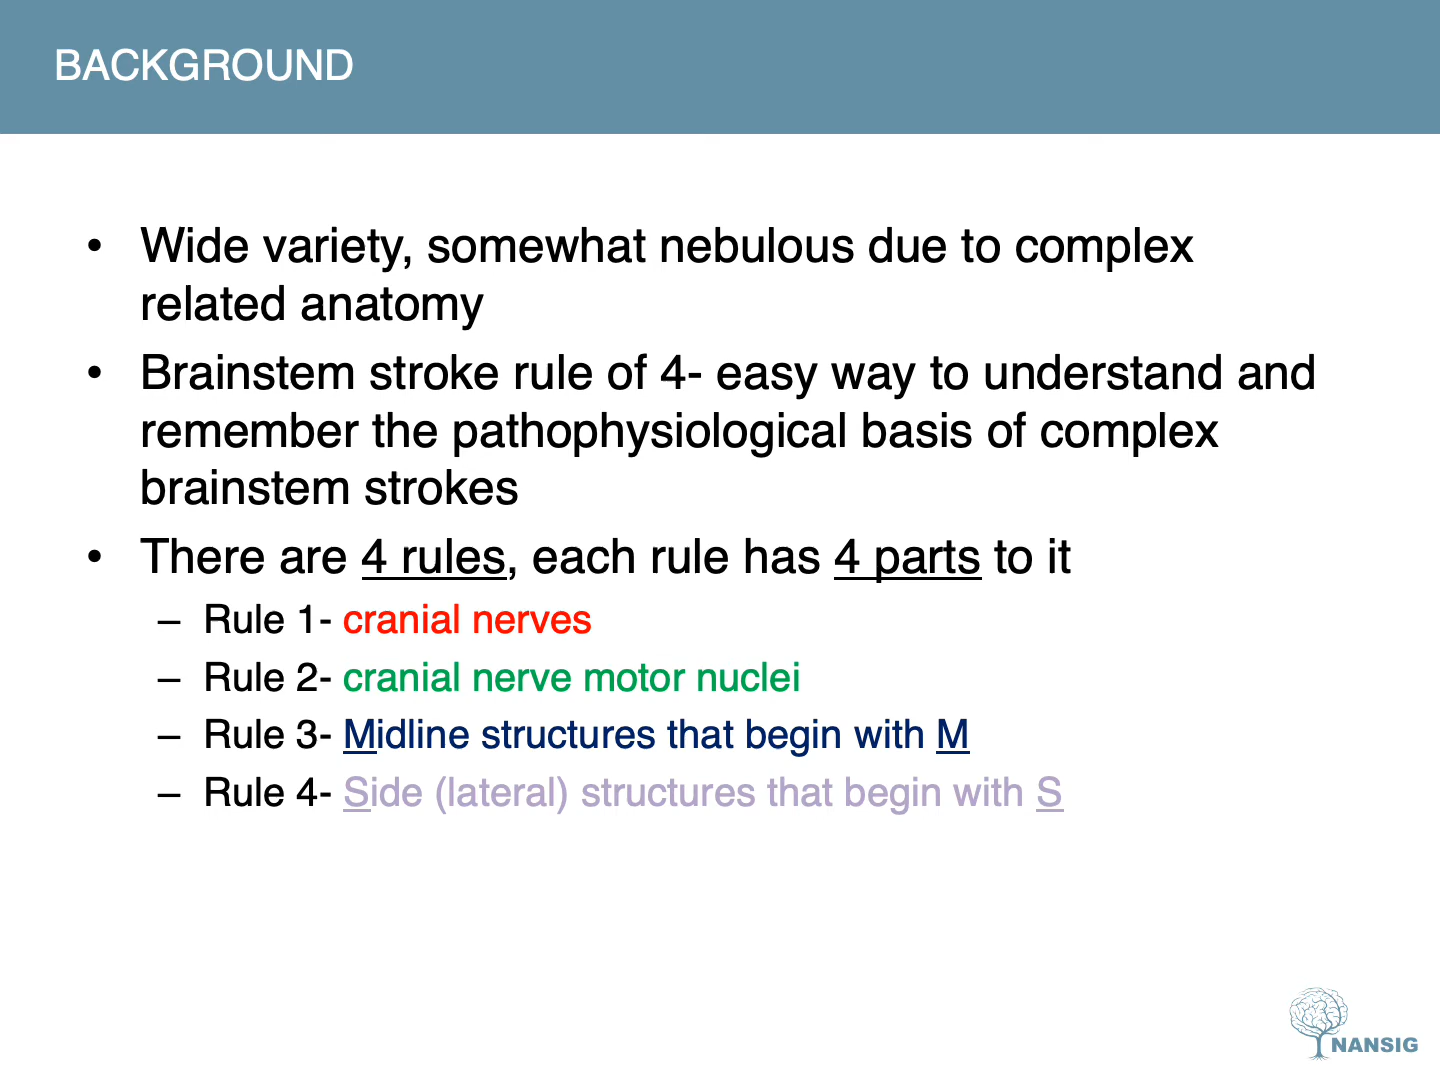 BACKGROUND
• Wide variety, somewhat nebulous due to complex
related anatomy
• Brainstem stroke rule of 4- easy way to understand and
remember the pathophysiological basis of complex
brainstem strokes
• There are 4 rules, each rule has 4 parts to it
– Rule 1- cranial nerves
– Rule 2- cranial nerve motor nuclei
– Rule 3- Midline structures that begin with M
– Rule 4- Side (lateral) structures that begin with S
NANSIG